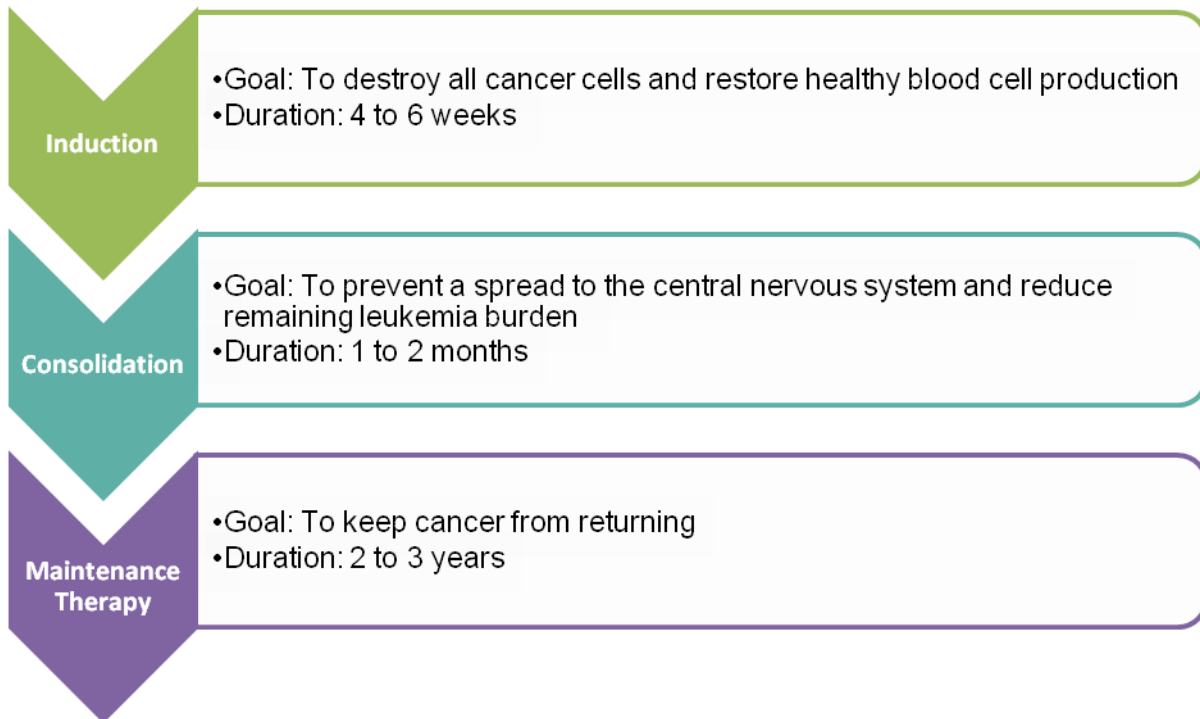 Induction
•Goal: To destroy all cancer cells and restore healthy blood cell production
•Duration: 4 to 6 weeks
Consolidation
•Goal: To prevent a spread to the central nervous system and reduce
remaining leukemia burden
•Duration: 1 to 2 months
Maintenance
Therapy
•Goal: To keep cancer from returning
•Duration: 2 to 3 years